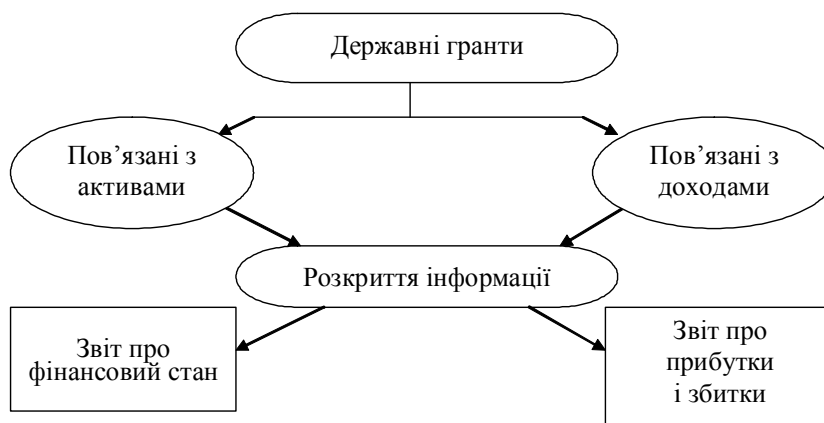 Державні гранти
Пов’язані з
активами
Пов’язані з
доходами
Розкриття інформації
Звіт про
фінансовий стан
Звіт про
прибутки
і збитки